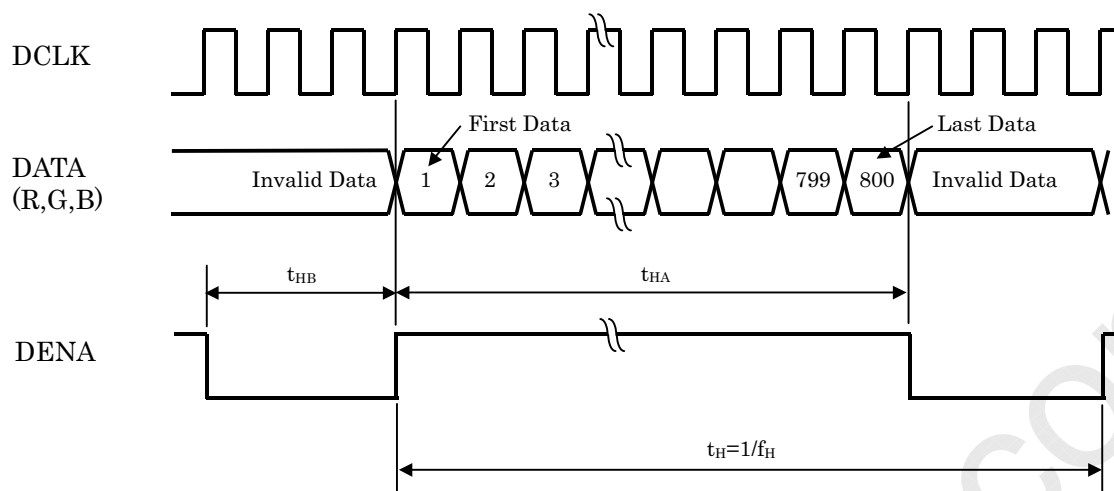 DCLK
First Data
Last Data
DATA
(R,G,B)
Invalid Data 1 2 3 799 800 Invalid Data
tHB
tHA
DENA
tH=1/fH